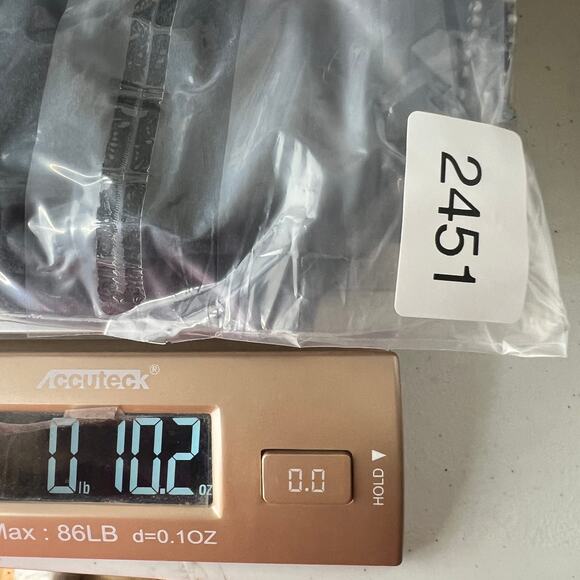 2451
Accuteck®
0 lb 10.2 oz
0.0
HOLD
Max : 86LB d=0.1OZ